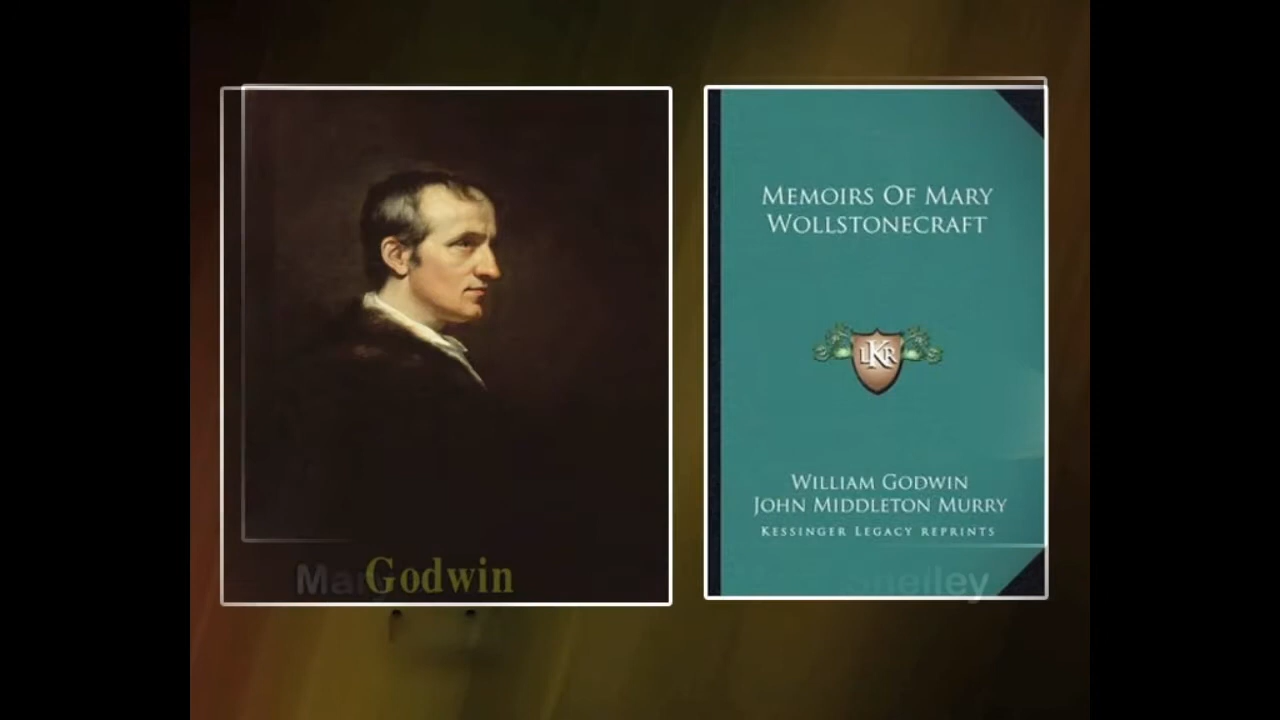 MEMOIRS OF MARY
WOLLSTONECRAFT
LKR
WILLIAM GODWIN
JOHN MIDDLETON MURRY
KESSINGER LEGACY REPRINTS
Godwin